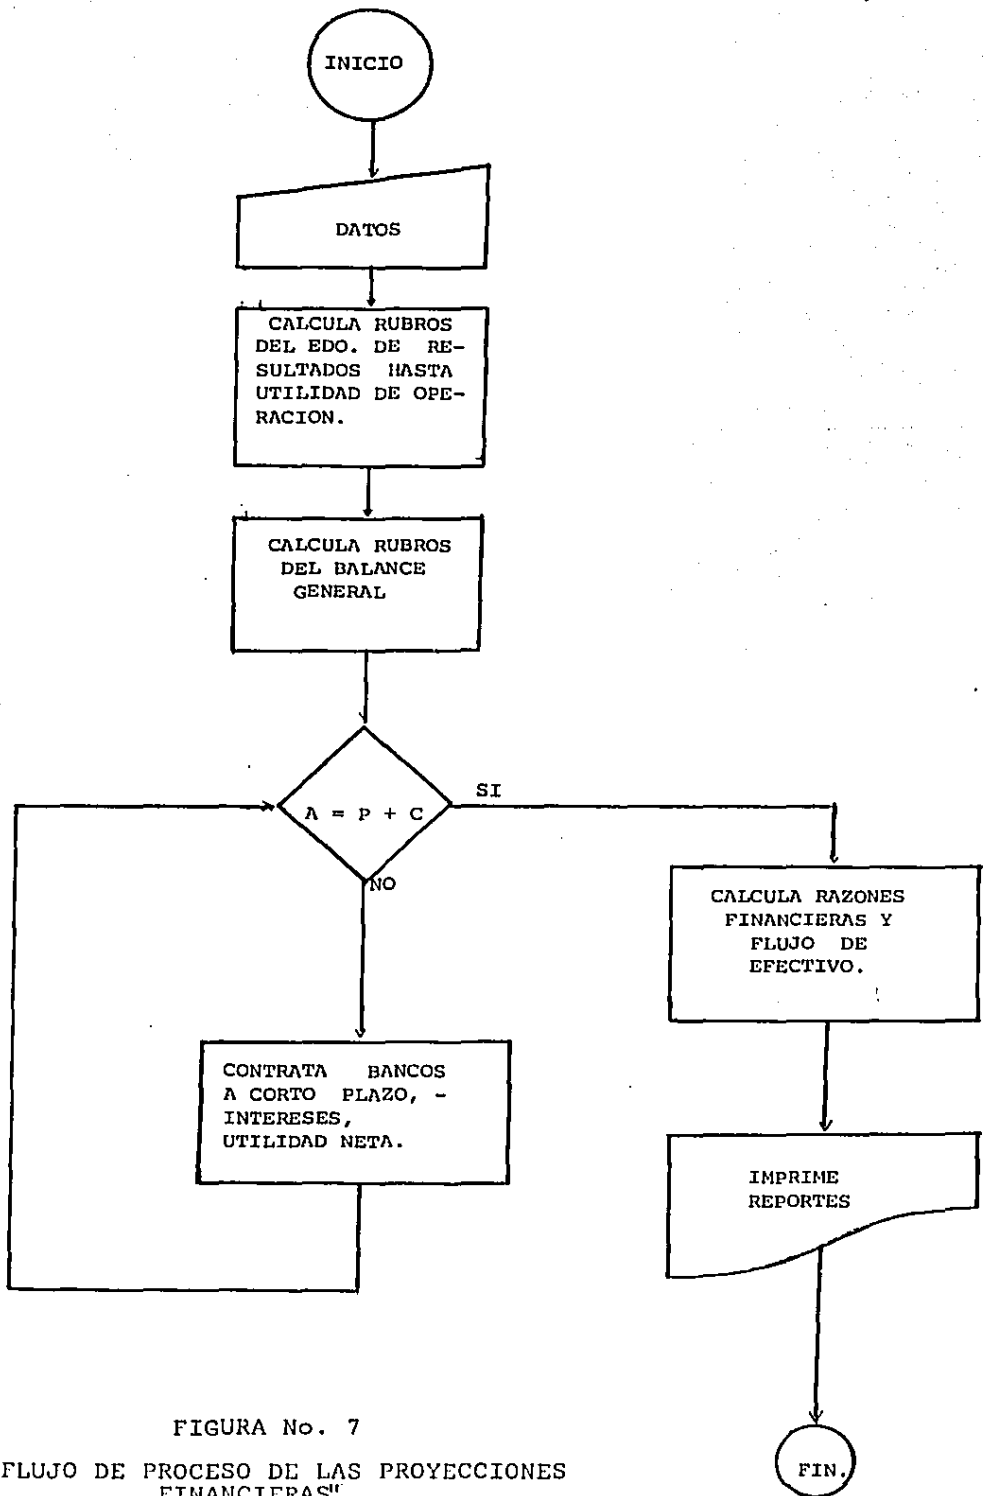 INICIO
DATOS
CALCULA RUBROS
DEL EDO. DE RE-
SULTADOS HASTA
UTILIDAD DE OPE-
RACION.
CALCULA RUBROS
DEL BALANCE
GENERAL
A = P + C
SI
NO
CALCULA RAZONES
FINANCIERAS Y
FLUJO DE
EFECTIVO.
CONTRATA BANCOS
A CORTO PLAZO, -
INTERESES,
UTILIDAD NETA.
IMPRIME
REPORTES
FIN.
FIGURA No. 7
FLUJO DE PROCESO DE LAS PROYECCIONES
FINANCIERAS"